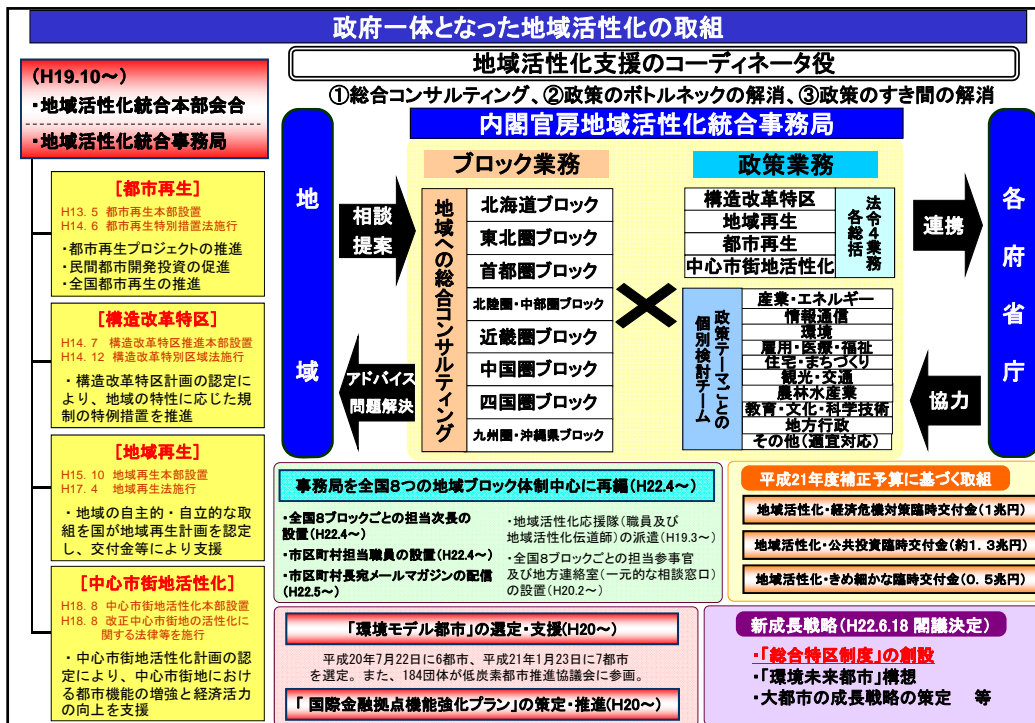 政府一体となった地域活性化の取組
(H19.10～)
・地域活性化統合本部会合
・地域活性化統合事務局
[都市再生]
H13. 5 都市再生本部設置
H14. 6 都市再生特別措置法施行
・都市再生プロジェクトの推進
・民間都市開発投資の促進
・全国都市再生の推進
[構造改革特区]
H14. 7 構造改革特区推進本部設置
H14. 12 構造改革特別区域法施行
・構造改革特区計画の認定
により、地域の特性に応じた規
制の特例措置を推進
[地域再生]
H15. 10 地域再生本部設置
H17. 4 地域再生法施行
・地域の自主的・自立的な取
組を国が地域再生計画を認定
し、交付金等により支援
[中心市街地活性化]
H18. 8 中心市街地活性化本部設置
H18. 8 改正中心市街地の活性化に
関する法律等を施行
・中心市街地活性化計画の認
定により、中心市街地におけ
る都市機能の増強と経済活力
の向上を支援
地域活性化支援のコーディネータ役
①総合コンサルティング、②政策のボトルネックの解消、③政策のすき間の解消
地域
相談
提案
アドバイス
問題解決
内閣官房地域活性化統合事務局
ブロック業務
地域への総合コンサルティング
北海道ブロック
東北圏ブロック
首都圏ブロック
北陸圏・中部圏ブロック
近畿圏ブロック
中国圏ブロック
四国圏ブロック
九州圏・沖縄県ブロック
政策業務
構造改革特区
地域再生
都市再生
中心市街地活性化
法令4業務
各総括
政策テーマごとの
個別検討チーム
産業・エネルギー
情報通信
環境
雇用・医療・福祉
住宅・まちづくり
観光・交通
農林水産業
教育・文化・科学技術
地方行政
その他(適宜対応)
連携
協力
各府省庁
事務局を全国8つの地域ブロック体制中心に再編(H22.4～)
・全国8ブロックごとの担当次長の
設置(H22.4～)
・市区町村担当職員の設置(H22.4～)
・市区町村長宛メールマガジンの配信
(H22.5～)
・地域活性化応援隊(職員及び
地域活性化伝道師)の派遣(H19.3～)
・全国8ブロックごとの担当参事官
及び地方連絡室(一元的な相談窓口)
の設置(H20.2～)
「環境モデル都市」の選定・支援(H20～)
平成20年7月22日に6都市、平成21年1月23日に7都市
を選定。また、184団体が低炭素都市推進協議会に参画。
「 国際金融拠点機能強化プラン」の策定・推進(H20～)
平成21年度補正予算に基づく取組
地域活性化・経済危機対策臨時交付金(1兆円)
地域活性化・公共投資臨時交付金(約1. 3兆円)
地域活性化・きめ細かな臨時交付金(0. 5兆円)
新成長戦略(H22.6.18 閣議決定)
・「総合特区制度」の創設
・「環境未来都市」構想
・大都市の成長戦略の策定 等